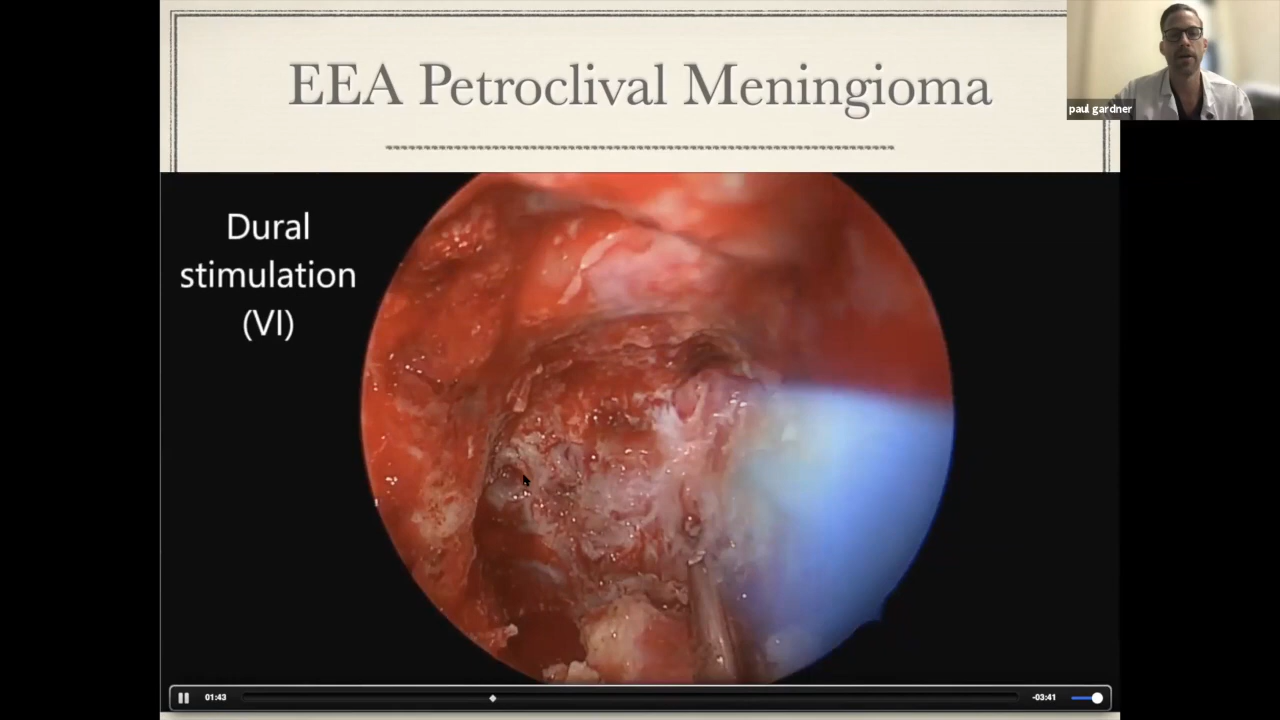 EEA Petroclival Meningioma
paul gardner
Dural
stimulation
(VI)
01:43
-03:41